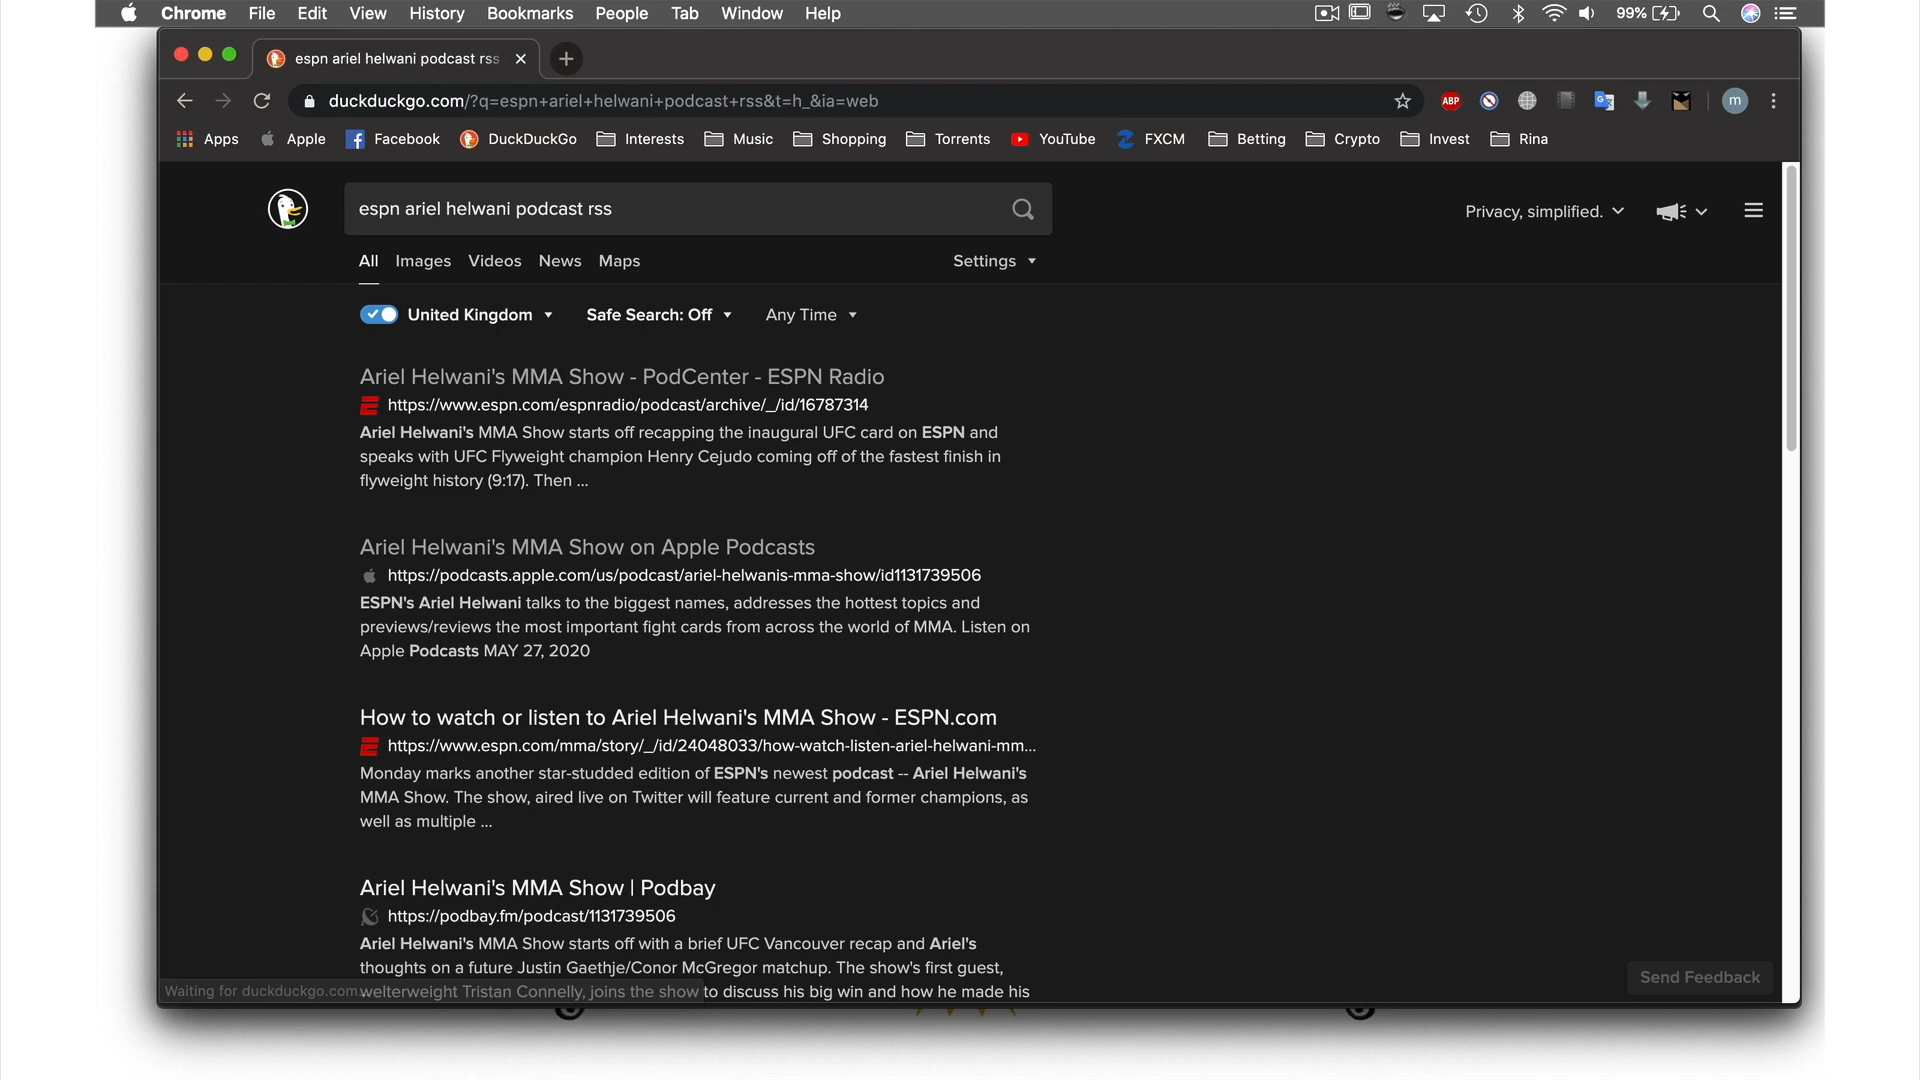 Chrome File Edit View History Bookmarks People Tab Window Help 99%
espn ariel helwani podcast rss
duckduckgo.com/?q=espn+ariel+helwani+podcast+rss&t=h_&ia=web ABP m
Apps Apple Facebook DuckDuckGo Interests Music Shopping Torrents YouTube FXCM Betting Crypto Invest Rina
espn ariel helwani podcast rss Privacy, simplified.
All Images Videos News Maps Settings
United Kingdom Safe Search: Off Any Time
Ariel Helwani's MMA Show - PodCenter - ESPN Radio
https://www.espn.com/espnradio/podcast/archive/_/id/16787314
Ariel Helwani's MMA Show starts off recapping the inaugural UFC card on ESPN and
speaks with UFC Flyweight champion Henry Cejudo coming off of the fastest finish in
flyweight history (9:17). Then ...
Ariel Helwani's MMA Show on Apple Podcasts
https://podcasts.apple.com/us/podcast/ariel-helwanis-mma-show/id1131739506
ESPN's Ariel Helwani talks to the biggest names, addresses the hottest topics and
previews/reviews the most important fight cards from across the world of MMA. Listen on
Apple Podcasts MAY 27, 2020
How to watch or listen to Ariel Helwani's MMA Show - ESPN.com
https://www.espn.com/mma/story/_/id/24048033/how-watch-listen-ariel-helwani-mm...
Monday marks another star-studded edition of ESPN's newest podcast -- Ariel Helwani's
MMA Show. The show, aired live on Twitter will feature current and former champions, as
well as multiple ...
Ariel Helwani's MMA Show | Podbay
https://podbay.fm/podcast/1131739506
Ariel Helwani's MMA Show starts off with a brief UFC Vancouver recap and Ariel's
thoughts on a future Justin Gaethje/Conor McGregor matchup. The show's first guest,
welterweight Tristan Connelly, joins the show to discuss his big win and how he made his
Send Feedback
Waiting for duckduckgo.com...